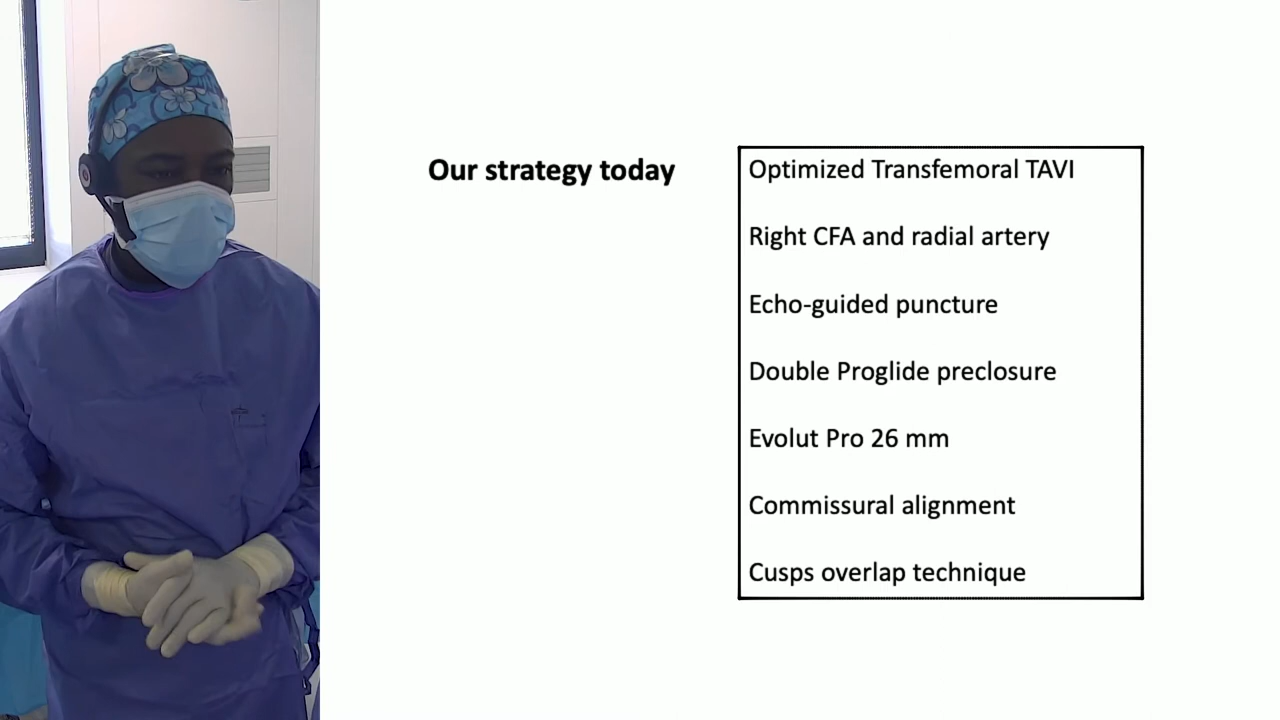 Our strategy today
Optimized Transfemoral TAVI
Right CFA and radial artery
Echo-guided puncture
Double Proglide preclosure
Evolut Pro 26 mm
Commissural alignment
Cusps overlap technique